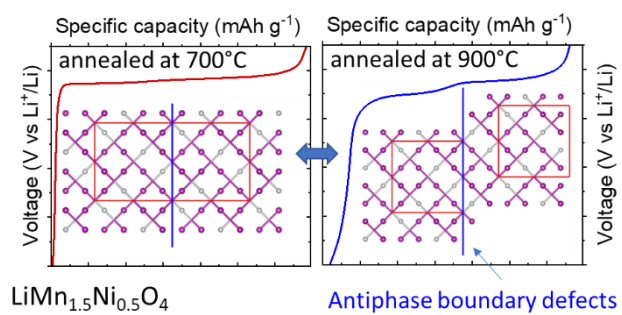 Specific capacity (mAh g⁻¹)
Specific capacity (mAh g⁻¹)
annealed at 700°C
annealed at 900°C
Voltage (V vs Li⁺/Li)
Voltage (V vs Li⁺/Li)
LiMn₁.₅Ni₀.₅O₄
Antiphase boundary defects